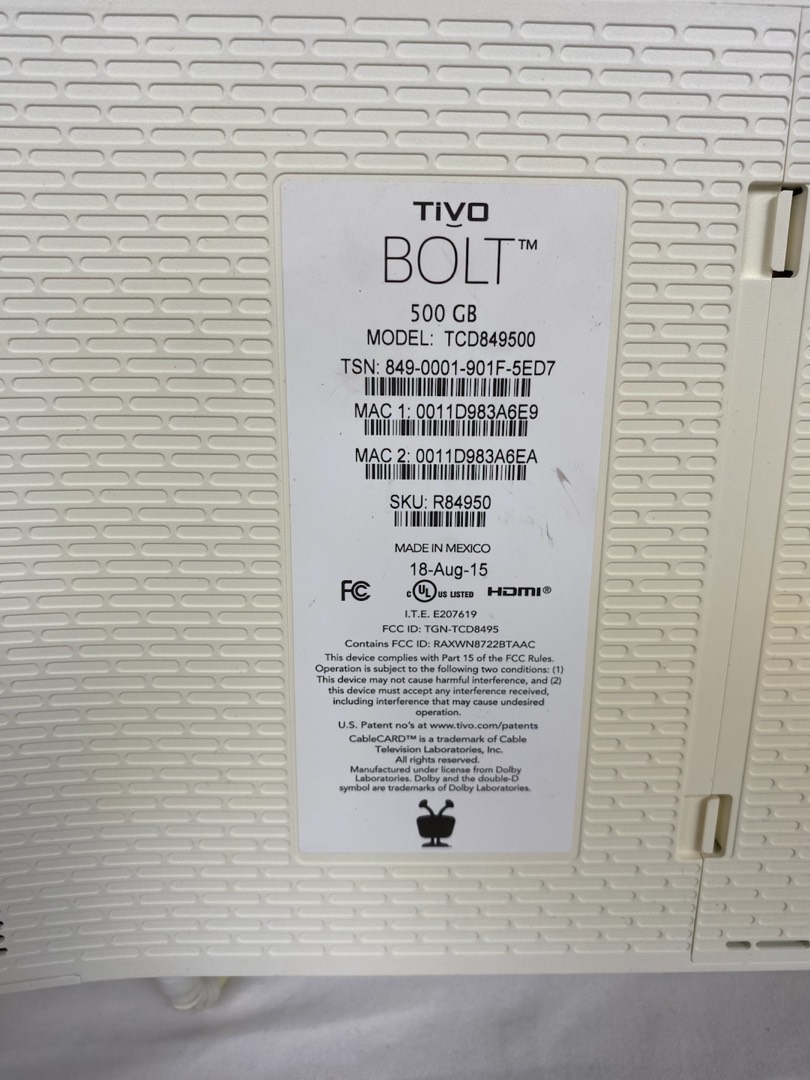 TiVo
BOLT™
500 GB
MODEL: TCD849500
TSN: 849-0001-901F-5ED7
MAC 1: 0011D983A6E9
MAC 2: 0011D983A6EA
SKU: R84950
MADE IN MEXICO
18-Aug-15
FC C UL US LISTED HDMI®
I.T.E. E207619
FCC ID: TGN-TCD8495
Contains FCC ID: RAXWN8722BTAAC
This device complies with Part 15 of the FCC Rules.
Operation is subject to the following two conditions: (1)
This device may not cause harmful interference, and (2)
this device must accept any interference received,
including interference that may cause undesired
operation.
U.S. Patent no's at www.tivo.com/patents
CableCARD™ is a trademark of Cable
Television Laboratories, Inc.
All rights reserved.
Manufactured under license from Dolby
Laboratories. Dolby and the double-D
symbol are trademarks of Dolby Laboratories.